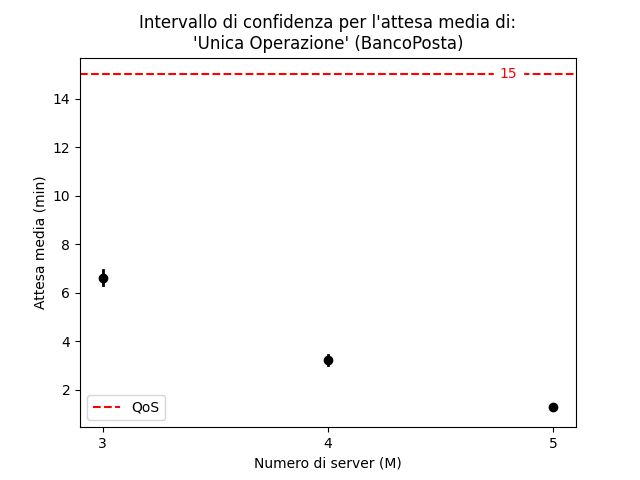 Intervallo di confidenza per l'attesa media di:
'Unica Operazione' (BancoPosta)
15
14
12
10
8
6
4
2
Attesa media (min)
QoS
3
4
5
Numero di server (M)